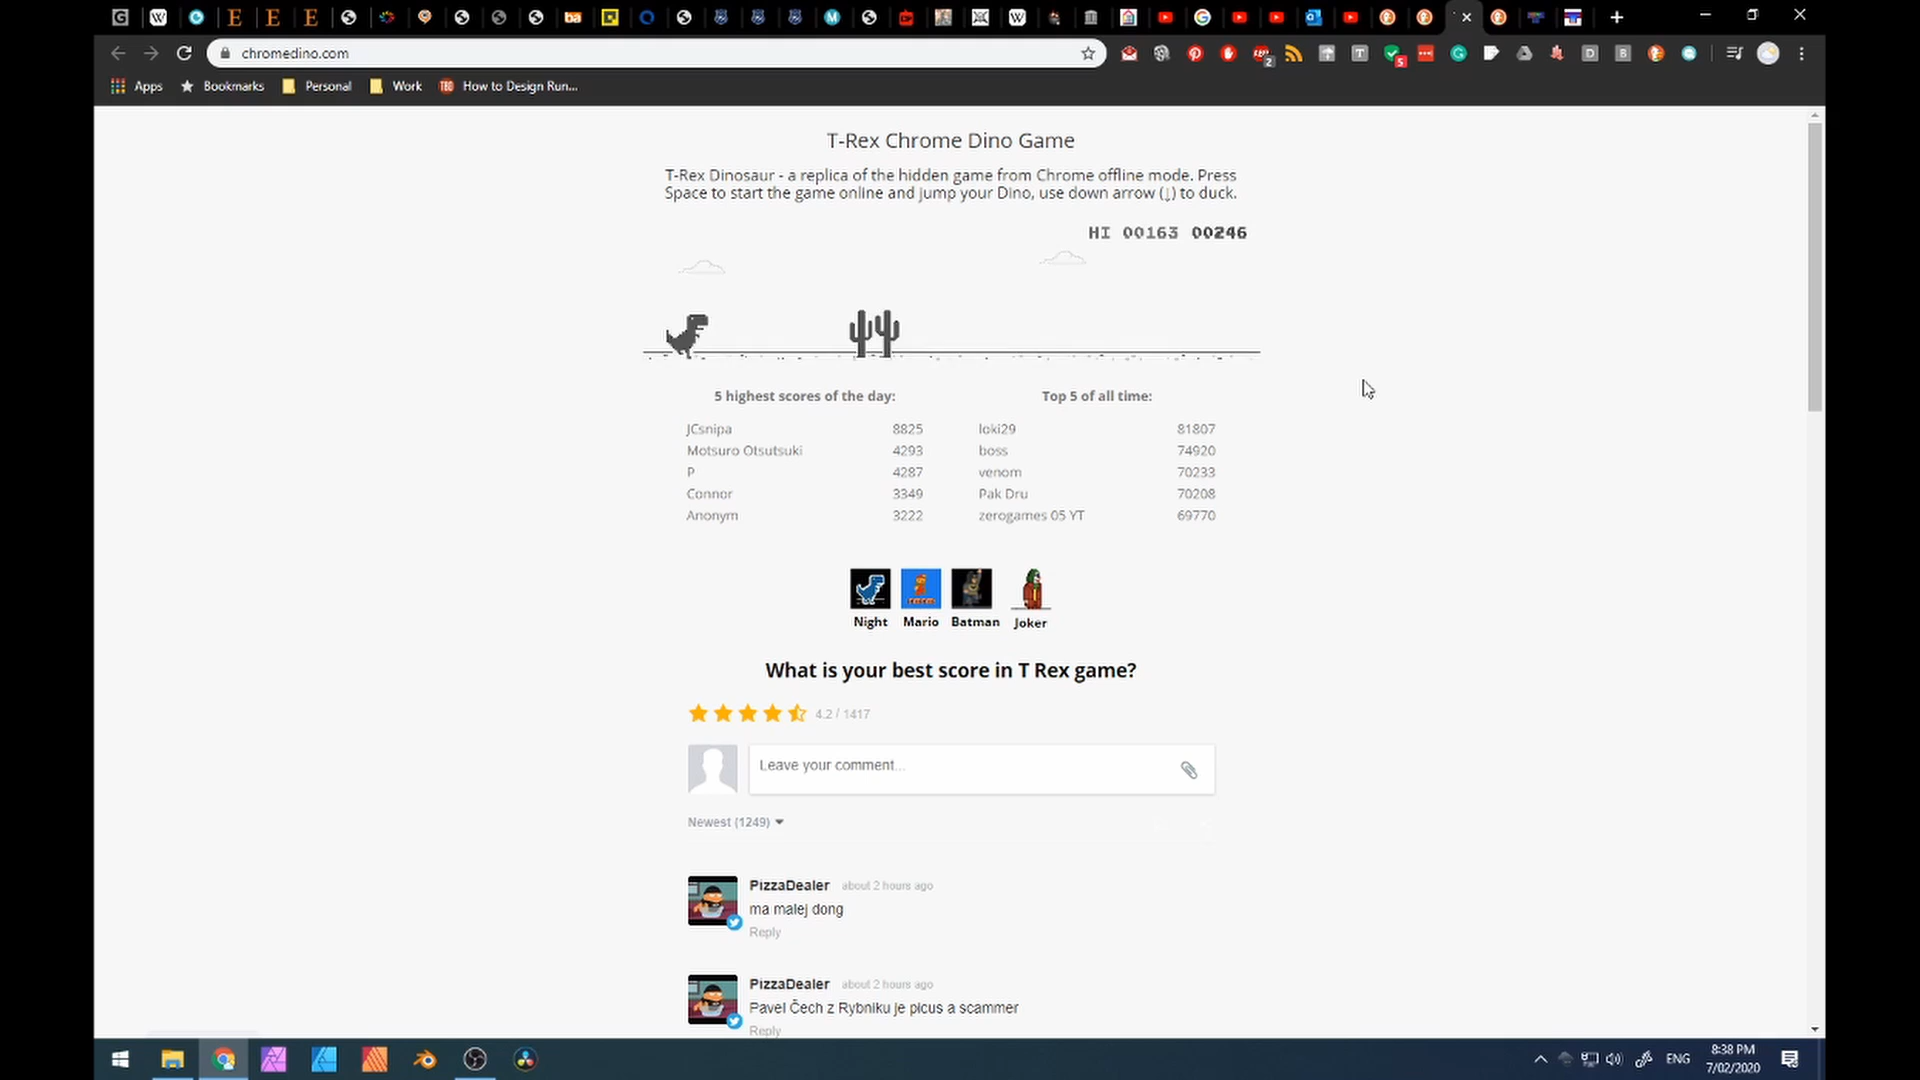 chromedino.com
Apps Bookmarks Personal Work How to Design Run...
T-Rex Chrome Dino Game
T-Rex Dinosaur - a replica of the hidden game from Chrome offline mode. Press
Space to start the game online and jump your Dino, use down arrow (↓) to duck.
HI 00163 00246
5 highest scores of the day:
JCsnipa 8825
Motsuro Otsutsuki 4293
P 4287
Connor 3349
Anonym 3222
Top 5 of all time:
loki29 81807
boss 74920
venom 70233
Pak Dru 70208
zerogames 05 YT 69770
Night Mario Batman Joker
What is your best score in T Rex game?
4.2 / 1417
Leave your comment...
Newest (1249)
PizzaDealer about 2 hours ago
ma malej dong
Reply
PizzaDealer about 2 hours ago
Pavel Čech z Rybniku je picus a scammer
Reply
ENG
8:38 PM
7/02/2020